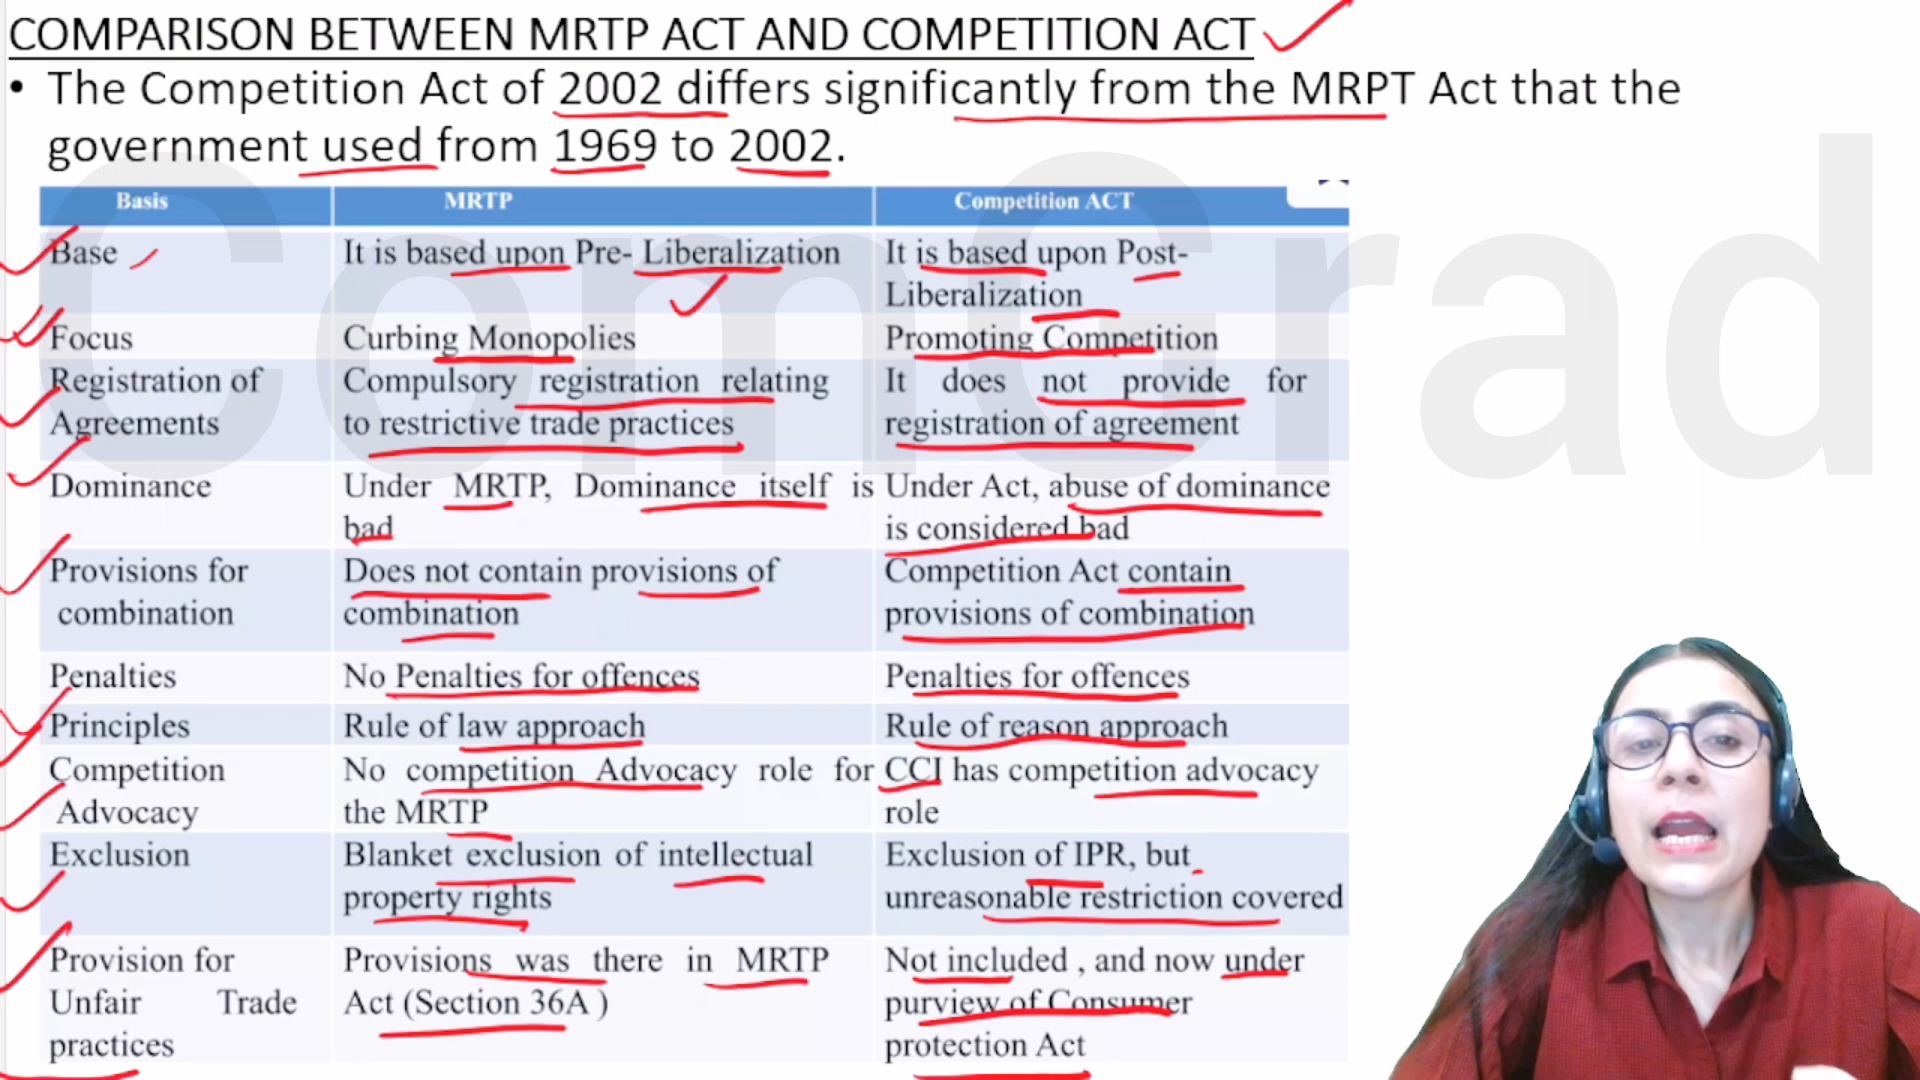 COMPARISON BETWEEN MRTP ACT AND COMPETITION ACT
• The Competition Act of 2002 differs significantly from the MRPT Act that the
government used from 1969 to 2002.
Basis MRTP Competition ACT
Base It is based upon Pre- Liberalization It is based upon Post-
Liberalization
Focus Curbing Monopolies Promoting Competition
Registration of Compulsory registration relating It does not provide for
Agreements to restrictive trade practices registration of agreement
Dominance Under MRTP, Dominance itself is Under Act, abuse of dominance
bad is considered bad
Provisions for Does not contain provisions of Competition Act contain
combination combination provisions of combination
Penalties No Penalties for offences Penalties for offences
Principles Rule of law approach Rule of reason approach
Competition No competition Advocacy role for CCI has competition advocacy
Advocacy the MRTP role
Exclusion Blanket exclusion of intellectual Exclusion of IPR, but
property rights unreasonable restriction covered
Provision for Provisions was there in MRTP Not included , and now under
Unfair Trade Act (Section 36A ) purview of Consumer
practices protection Act
ComGrad